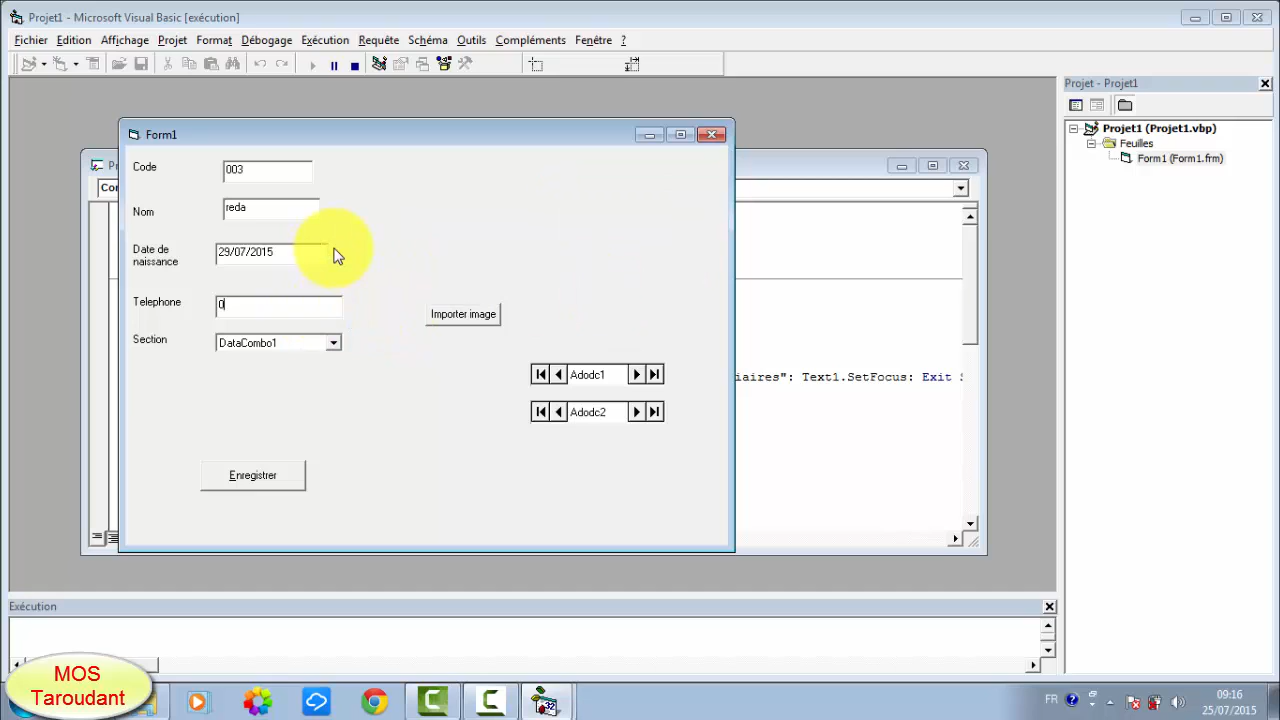 Projet1 - Microsoft Visual Basic [exécution]
Fichier Edition Affichage Projet Format Débogage Exécution Requête Schéma Outils Compléments Fenêtre ?
Projet - Projet1
Projet1 (Projet1.vbp)
Feuilles
Form1 (Form1.frm)
Form1
Code 003
Nom reda
Date de naissance 29/07/2015
Telephone 0
Section DataCombo1
Importer image
Adodc1
Adodc2
Enregistrer
iaires": Text1.SetFocus: Exit
Exécution
MOS
Taroudant
FR
09:16
25/07/2015